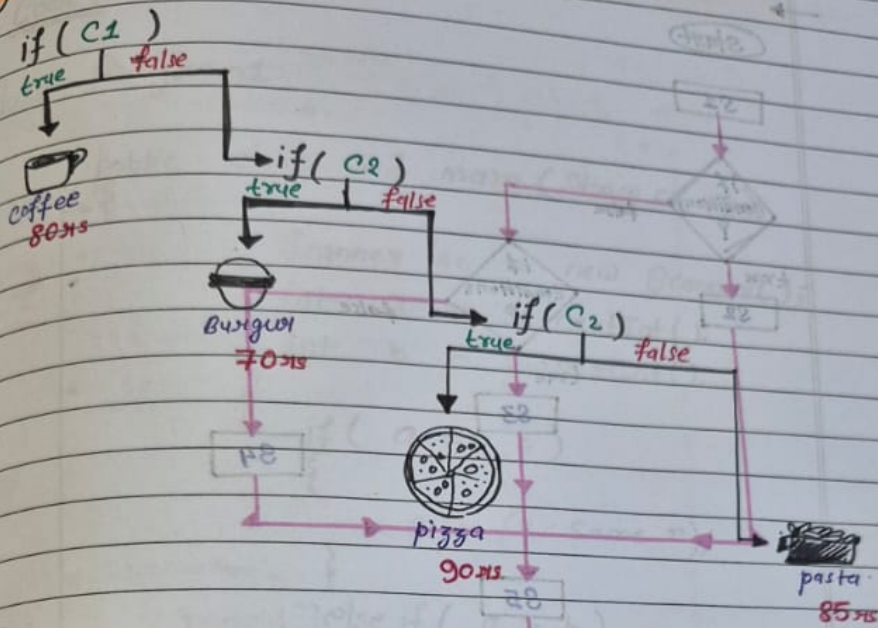 if ( C1 )
true false
coffee
80rs
if ( C2 )
true false
Burgur
70rs
if ( C2 )
true false
pizza
90rs
pasta
85rs